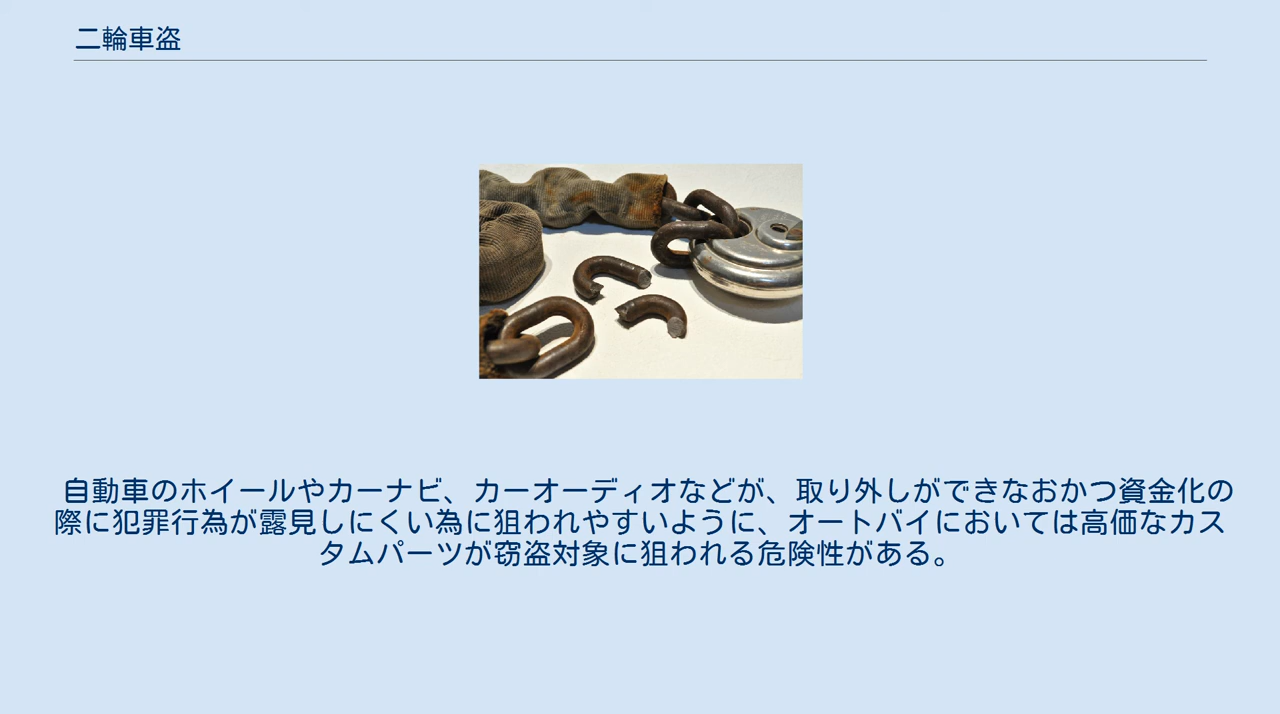 二輪車盗
自動車のホイールやカーナビ、カーオーディオなどが、取り外しができなおかつ資金化の
際に犯罪行為が露見しにくい為に狙われやすいように、オートバイにおいては高価なカス
タムパーツが窃盗対象に狙われる危険性がある。